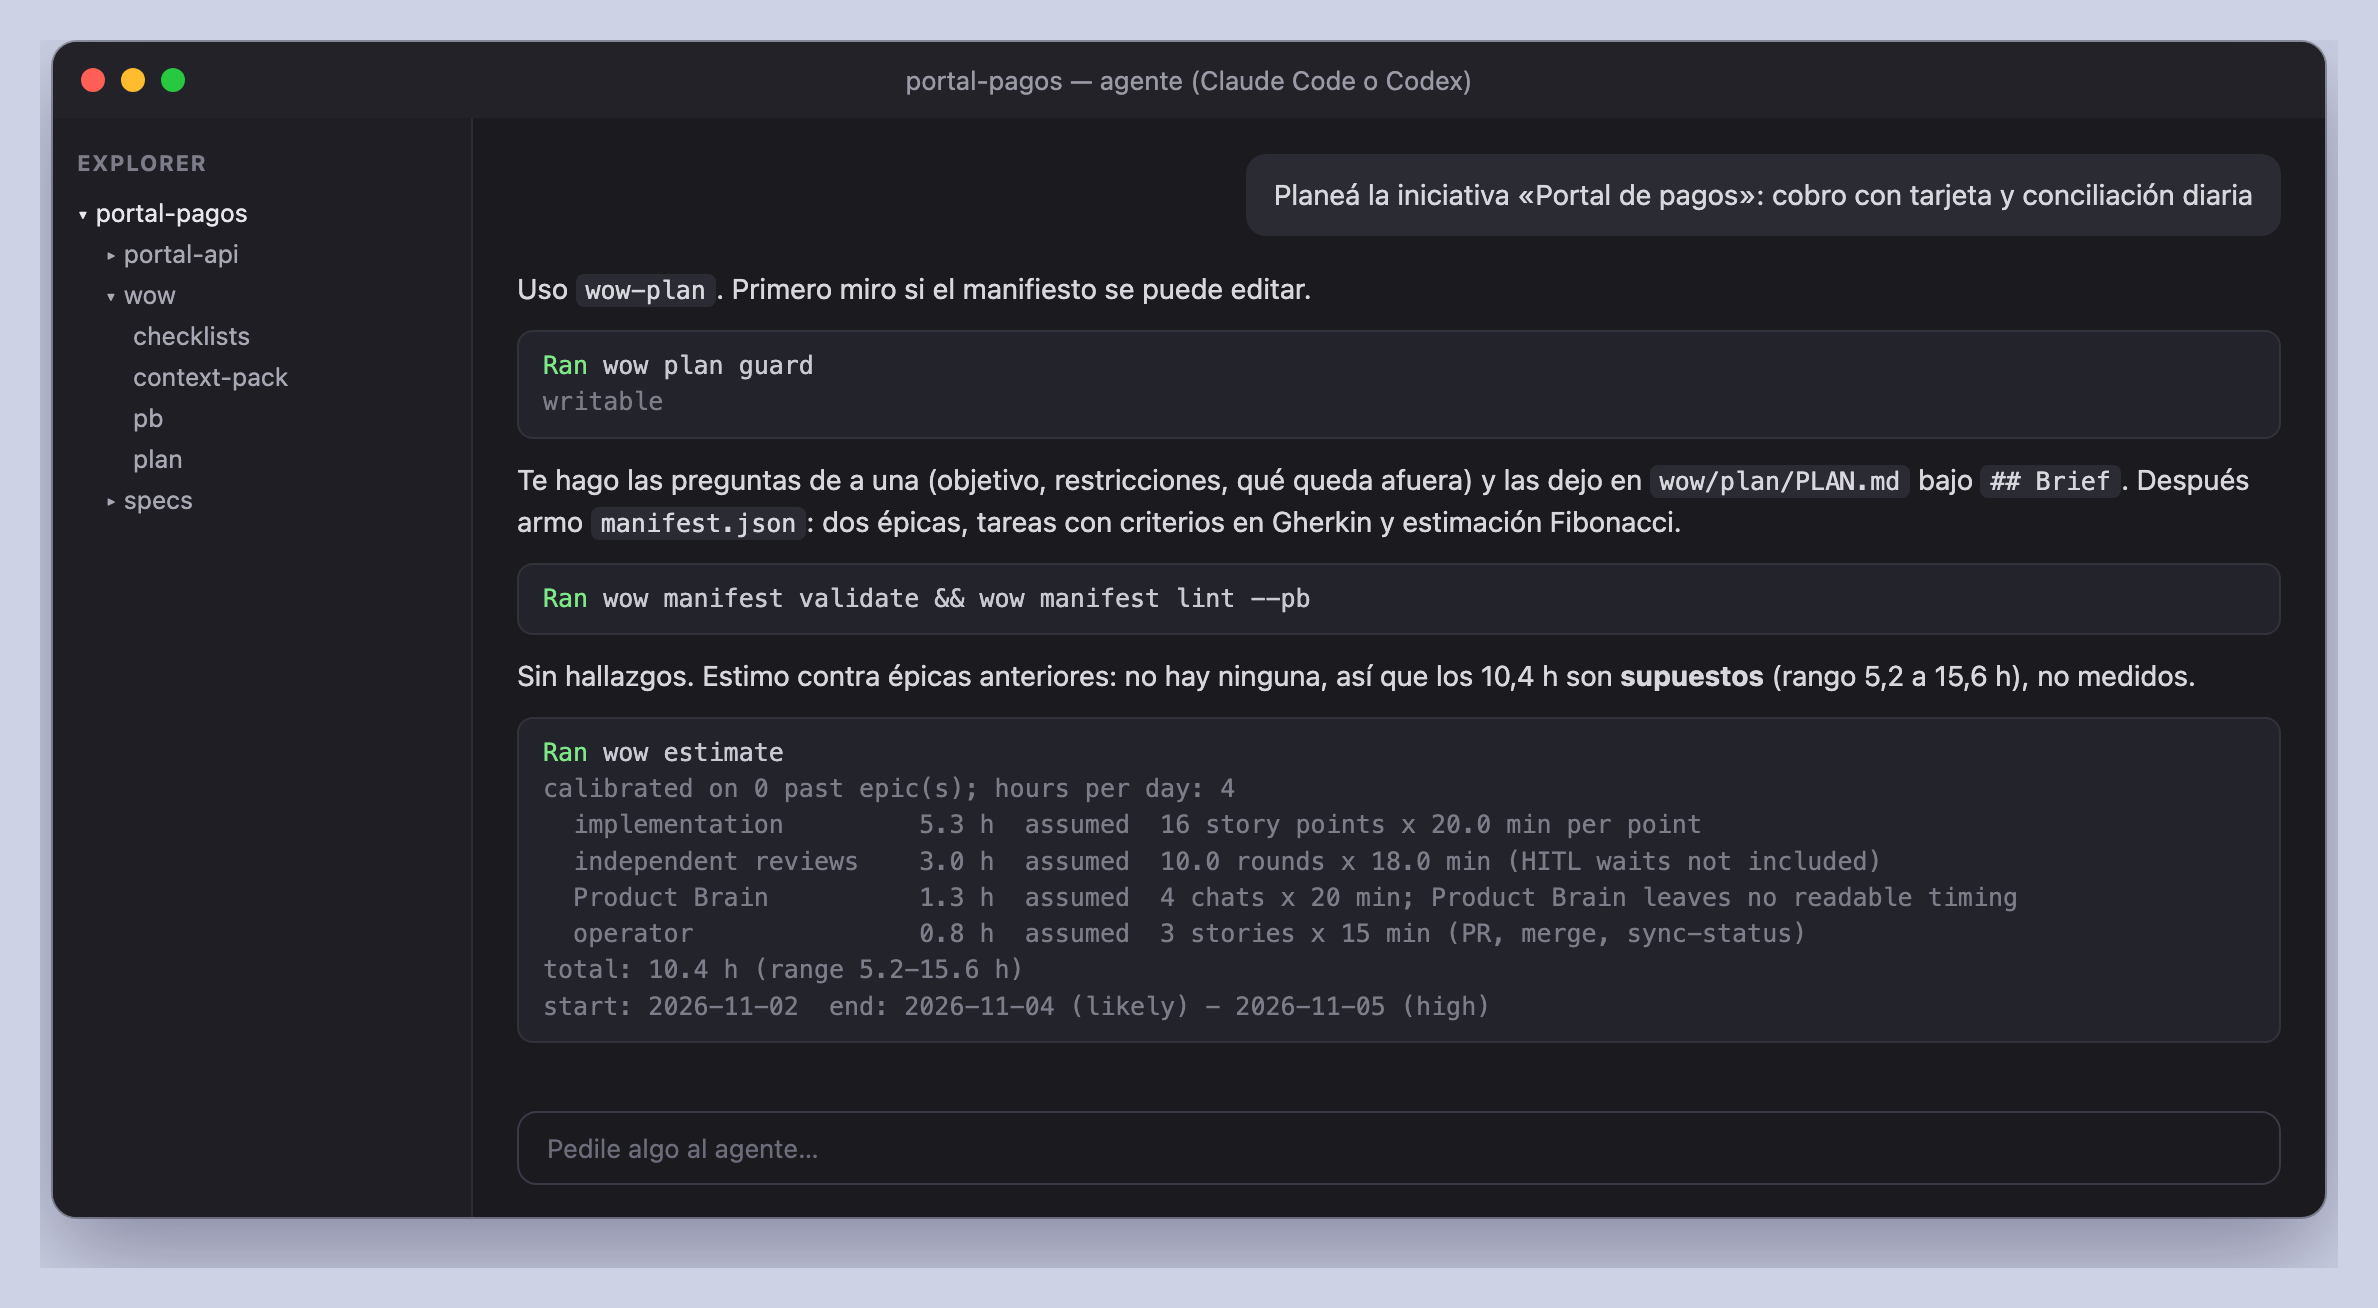 portal-pagos — agente (Claude Code o Codex)
EXPLORER
portal-pagos
portal-api
wow
checklists
context-pack
pb
plan
specs
Planeá la iniciativa «Portal de pagos»: cobro con tarjeta y conciliación diaria
Uso wow-plan. Primero miro si el manifiesto se puede editar.
Ran wow plan guard
writable
Te hago las preguntas de a una (objetivo, restricciones, qué queda afuera) y las dejo en wow/plan/PLAN.md bajo ## Brief. Después
armo manifest.json: dos épicas, tareas con criterios en Gherkin y estimación Fibonacci.
Ran wow manifest validate && wow manifest lint --pb
Sin hallazgos. Estimo contra épicas anteriores: no hay ninguna, así que los 10,4 h son supuestos (rango 5,2 a 15,6 h), no medidos.
Ran wow estimate
calibrated on 0 past epic(s); hours per day: 4
implementation 5.3 h assumed 16 story points x 20.0 min per point
independent reviews 3.0 h assumed 10.0 rounds x 18.0 min (HITL waits not included)
Product Brain 1.3 h assumed 4 chats x 20 min; Product Brain leaves no readable timing
operator 0.8 h assumed 3 stories x 15 min (PR, merge, sync-status)
total: 10.4 h (range 5.2-15.6 h)
start: 2026-11-02 end: 2026-11-04 (likely) - 2026-11-05 (high)
Pedile algo al agente...